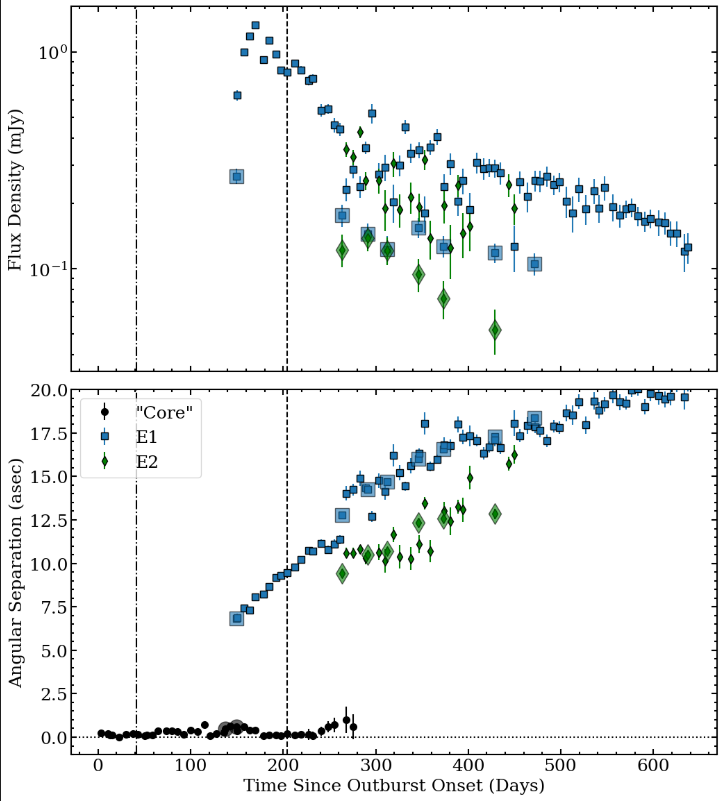 10⁰
10⁻¹
Flux Density (mJy)
20.0
17.5
15.0
12.5
10.0
7.5
5.0
2.5
0.0
Angular Separation (asec)
"Core"
E1
E2
0 100 200 300 400 500 600
Time Since Outburst Onset (Days)